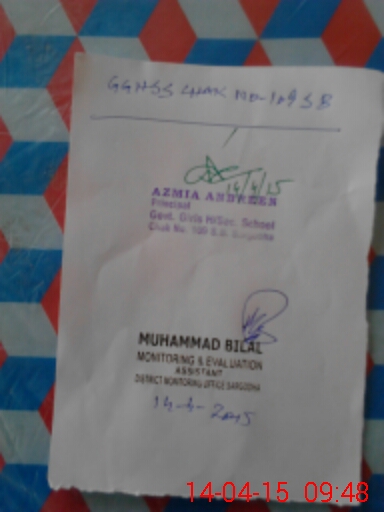 GGHSS CHAK No-109 SB
14/4/15
AZMIA ANBREEN
Principal
Govt. Girls H/Sec. School
Chak No. 109 S.B. Sargodha
MUHAMMAD BILAL
MONITORING & EVALUATION
ASSISTANT
DISTRICT MONITORING OFFICE SARGODHA
14-4-2015
14-04-15 09:48